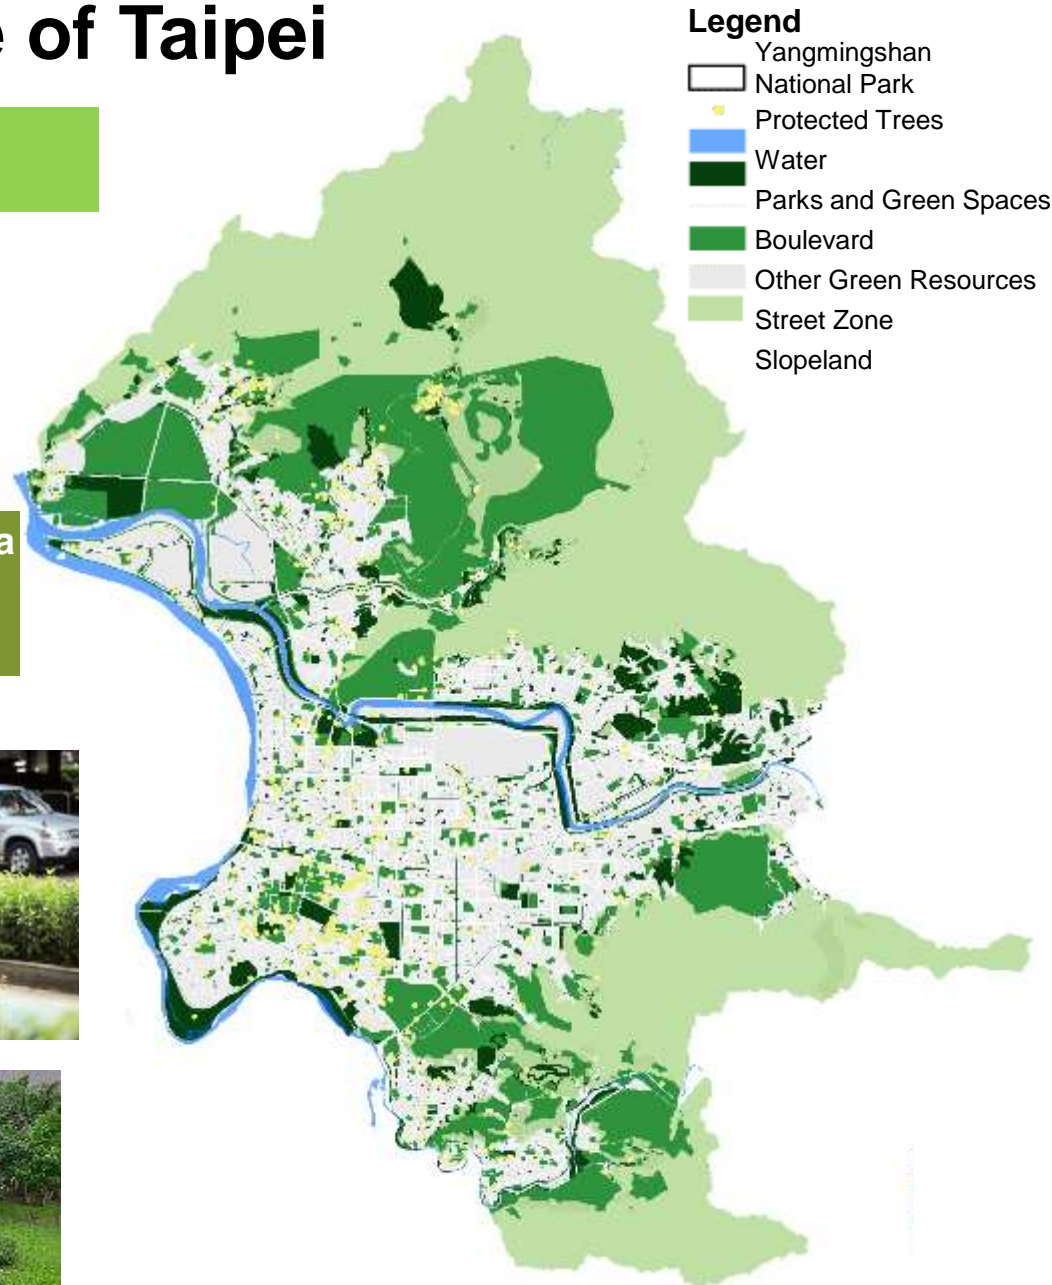 e of Taipei
Legend
Yangmingshan
National Park
Protected Trees
Water
Parks and Green Spaces
Boulevard
Other Green Resources
Street Zone
Slopeland
a